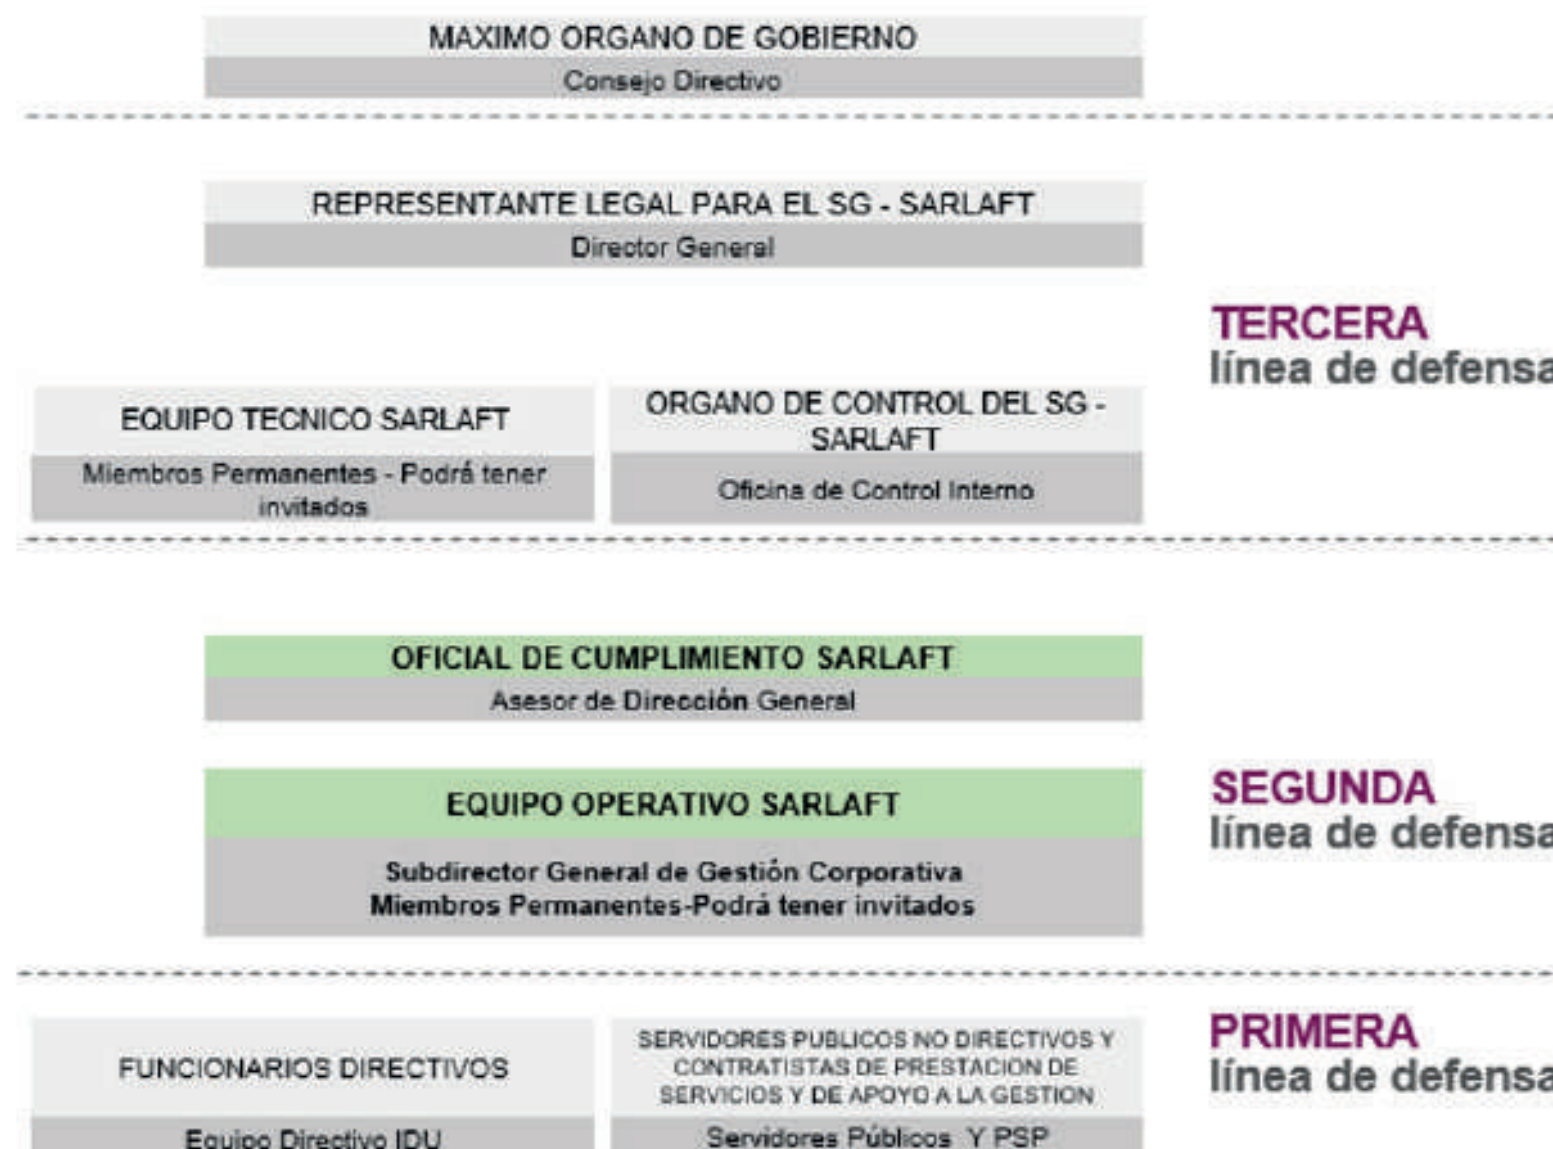 MAXIMO ORGANO DE GOBIERNO
Consejo Directivo
REPRESENTANTE LEGAL PARA EL SG - SARLAFT
Director General
TERCERA
línea de defensa
EQUIPO TECNICO SARLAFT
Miembros Permanentes - Podrá tener
invitados
ORGANO DE CONTROL DEL SG -
SARLAFT
Oficina de Control Interno
OFICIAL DE CUMPLIMIENTO SARLAFT
Asesor de Dirección General
EQUIPO OPERATIVO SARLAFT
Subdirector General de Gestión Corporativa
Miembros Permanentes-Podrá tener invitados
SEGUNDA
línea de defensa
PRIMERA
línea de defensa
FUNCIONARIOS DIRECTIVOS
Equipo Directivo IDU
SERVIDORES PUBLICOS NO DIRECTIVOS Y
CONTRATISTAS DE PRESTACION DE
SERVICIOS Y DE APOYO A LA GESTION
Servidores Públicos Y PSP